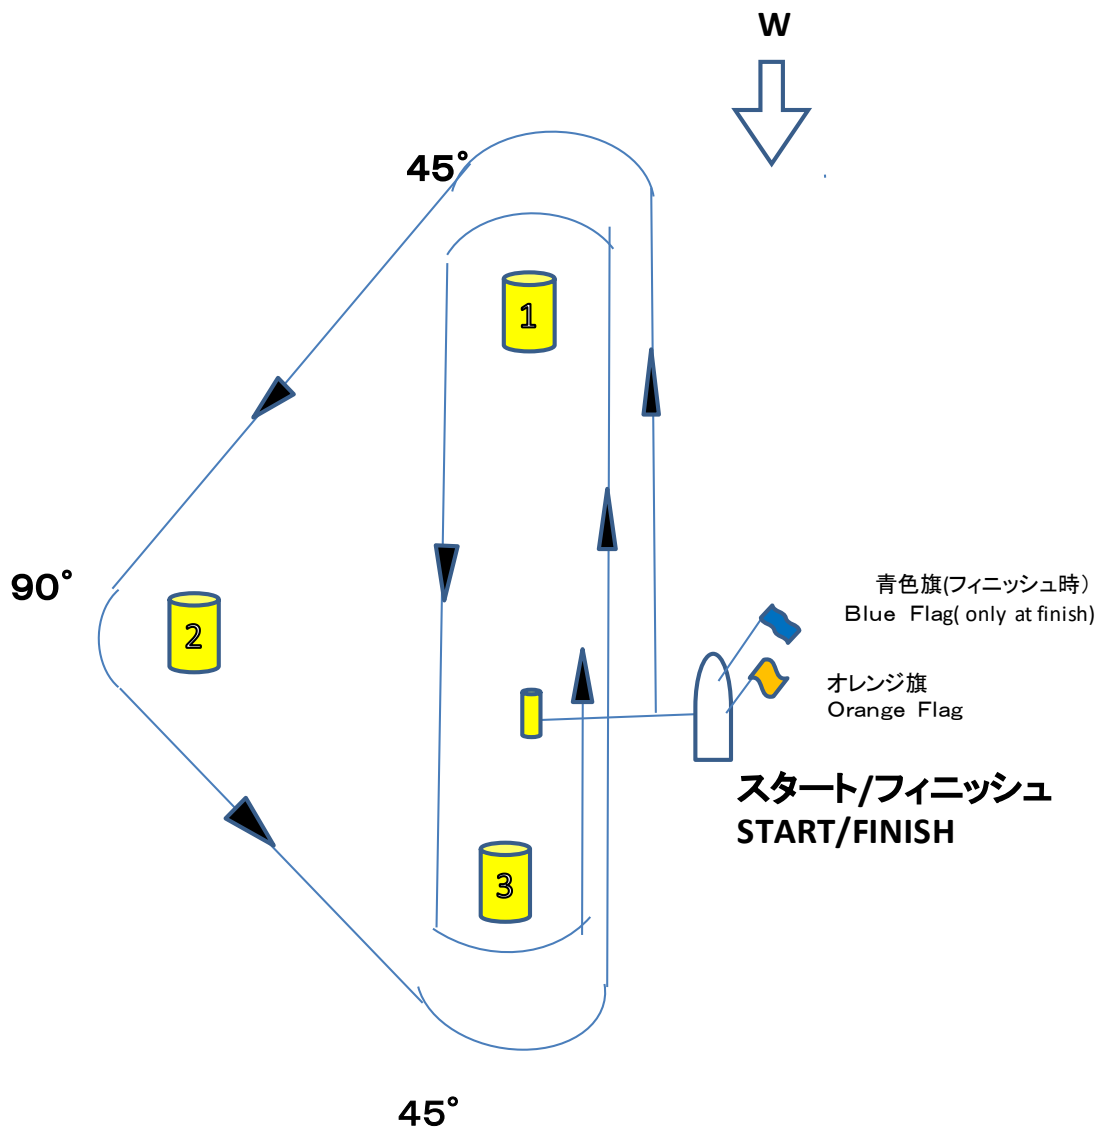 W
45°
1
90°
2
青色旗(フィニッシュ時)
Blue Flag( only at finish)
オレンジ旗
Orange Flag
スタート/フィニッシュ
START/FINISH
3
45°